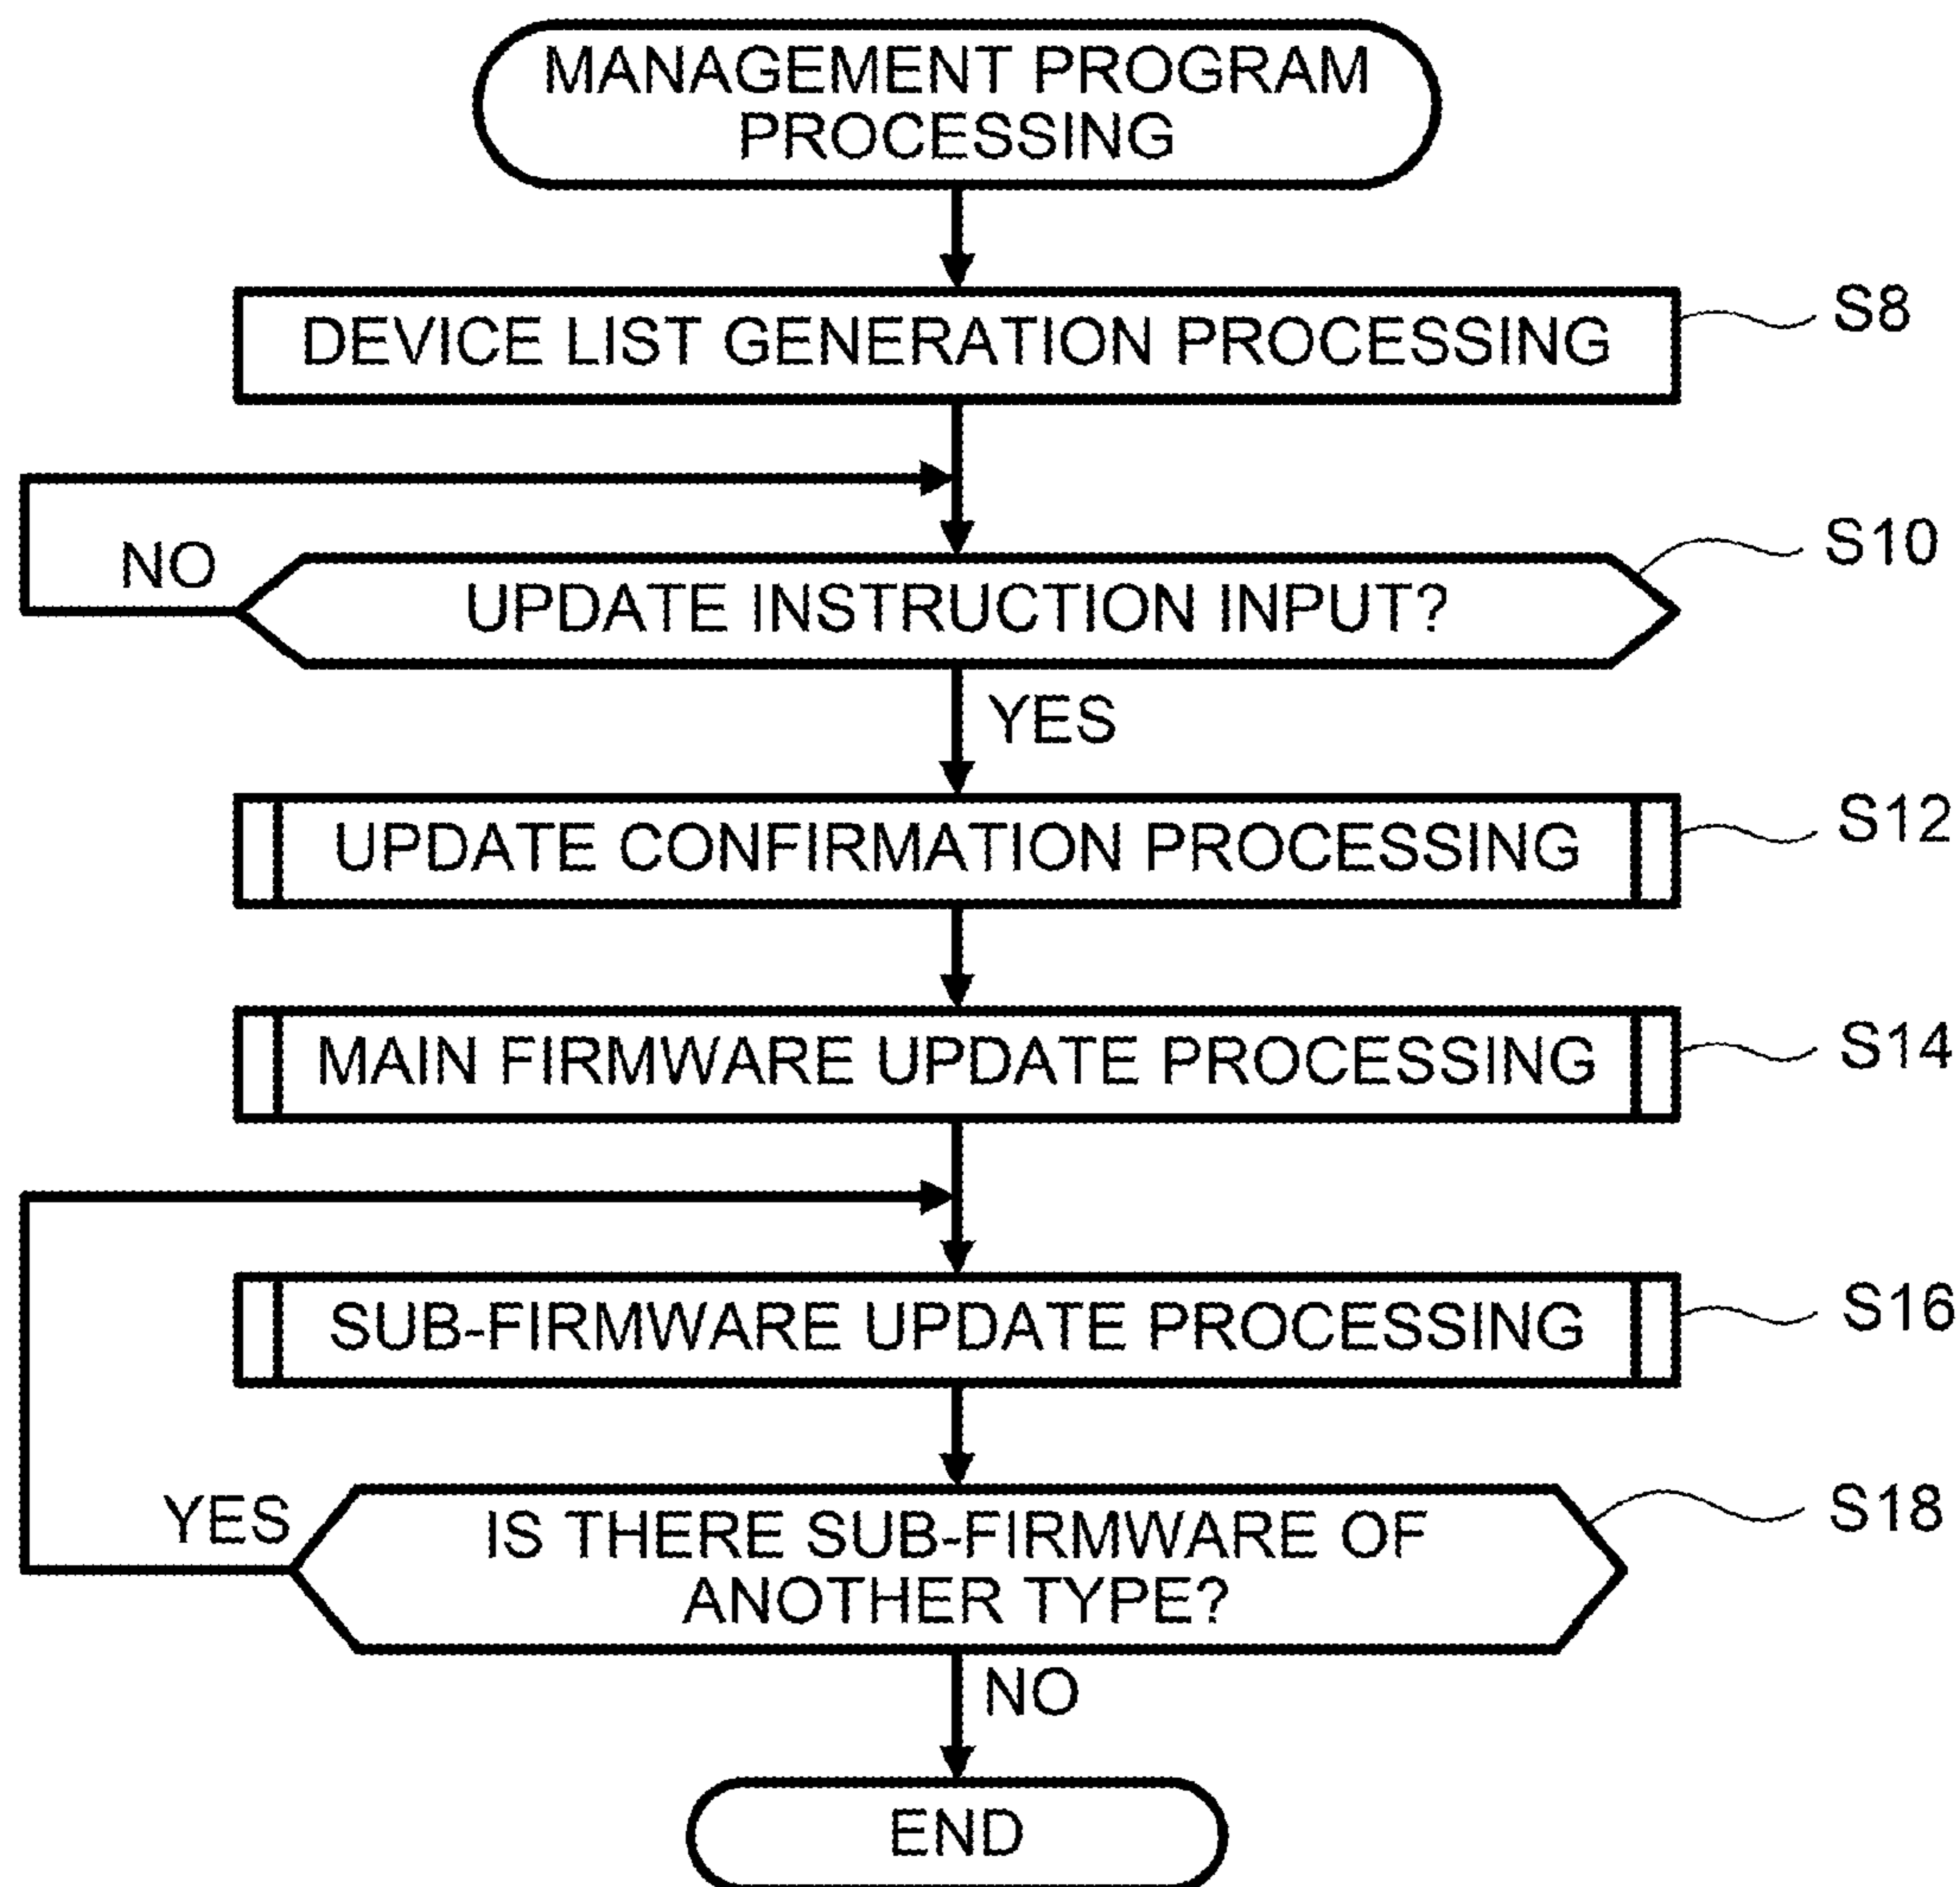 MANAGEMENT PROGRAM
PROCESSING
DEVICE LIST GENERATION PROCESSING
S8
NO
UPDATE INSTRUCTION INPUT?
S10
YES
UPDATE CONFIRMATION PROCESSING
S12
MAIN FIRMWARE UPDATE PROCESSING
S14
SUB-FIRMWARE UPDATE PROCESSING
S16
YES
IS THERE SUB-FIRMWARE OF
ANOTHER TYPE?
S18
NO
END